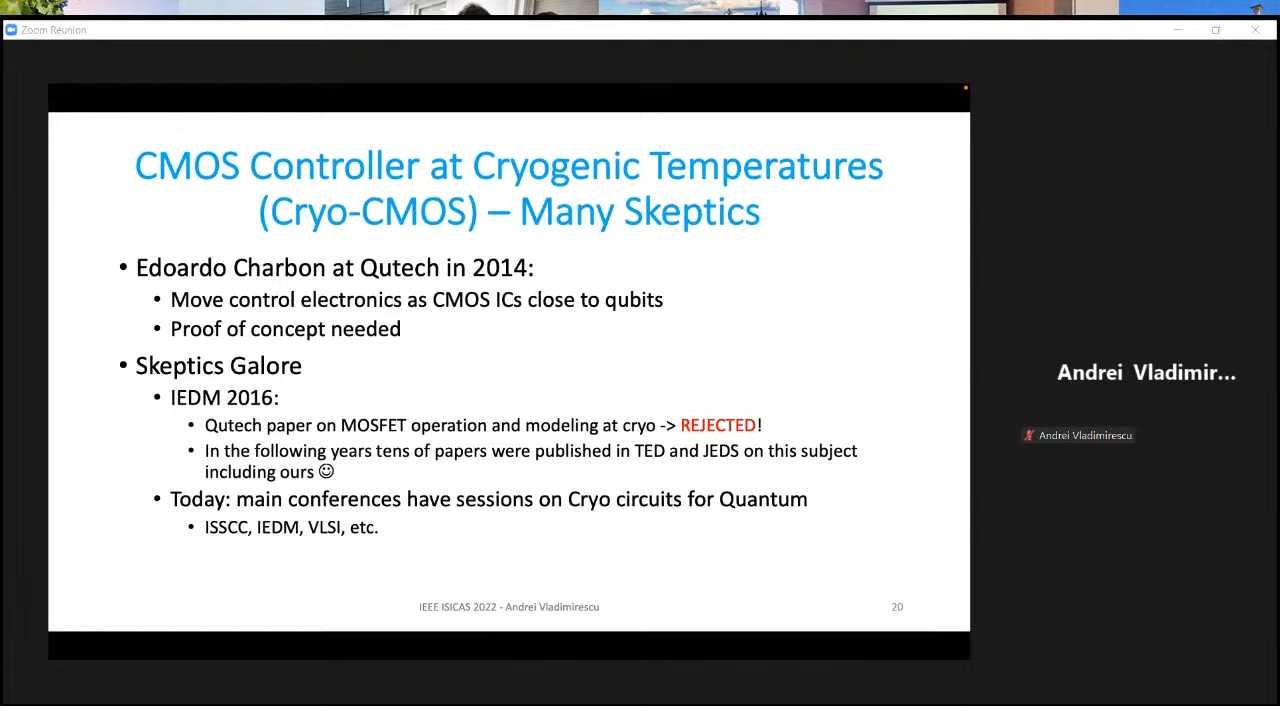 Zoom Réunion
CMOS Controller at Cryogenic Temperatures
(Cryo-CMOS) – Many Skeptics
• Edoardo Charbon at Qutech in 2014:
• Move control electronics as CMOS ICs close to qubits
• Proof of concept needed
• Skeptics Galore
• IEDM 2016:
• Qutech paper on MOSFET operation and modeling at cryo -> REJECTED!
• In the following years tens of papers were published in TED and JEDS on this subject
including ours ☺
• Today: main conferences have sessions on Cryo circuits for Quantum
• ISSCC, IEDM, VLSI, etc.
IEEE ISICAS 2022 - Andrei Vladimirescu
20
Andrei Vladimir...
Andrei Vladimirescu